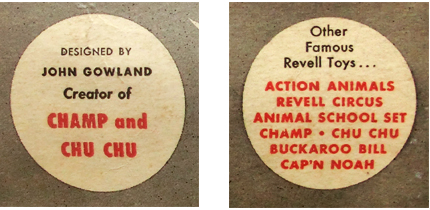 DESIGNED BY
JOHN GOWLAND
Creator of
CHAMP and
CHU CHU
Other
Famous
Revell Toys...
ACTION ANIMALS
REVELL CIRCUS
ANIMAL SCHOOL SET
CHAMP • CHU CHU
BUCKAROO BILL
CAP'N NOAH